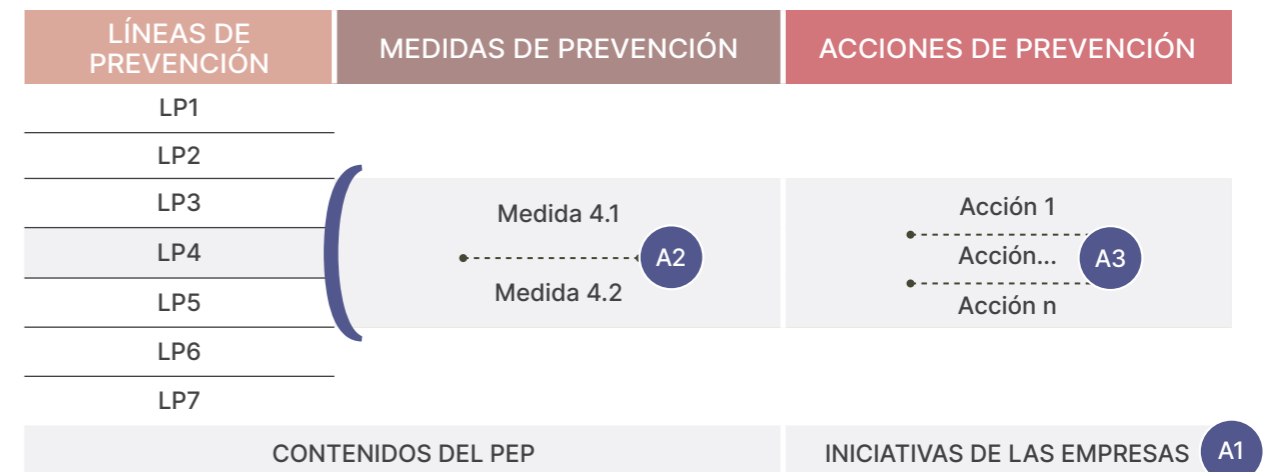 LÍNEAS DE
PREVENCIÓN
MEDIDAS DE PREVENCIÓN
ACCIONES DE PREVENCIÓN
LP1
LP2
LP3
LP4
LP5
LP6
LP7
Medida 4.1
A2
Medida 4.2
Acción 1
Acción...
A3
Acción n
CONTENIDOS DEL PEP
INICIATIVAS DE LAS EMPRESAS
A1